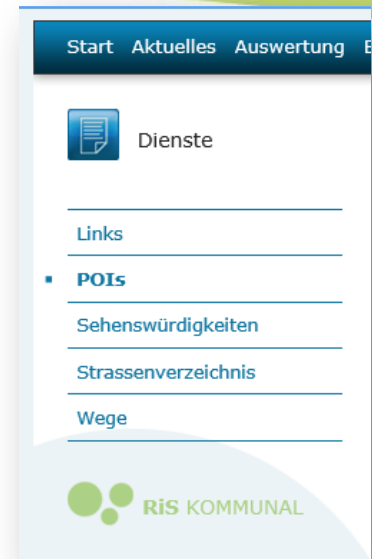 Start Aktuelles Auswertung
Dienste
Links
POIs
Sehenswürdigkeiten
Strassenverzeichnis
Wege
RiS KOMMUNAL